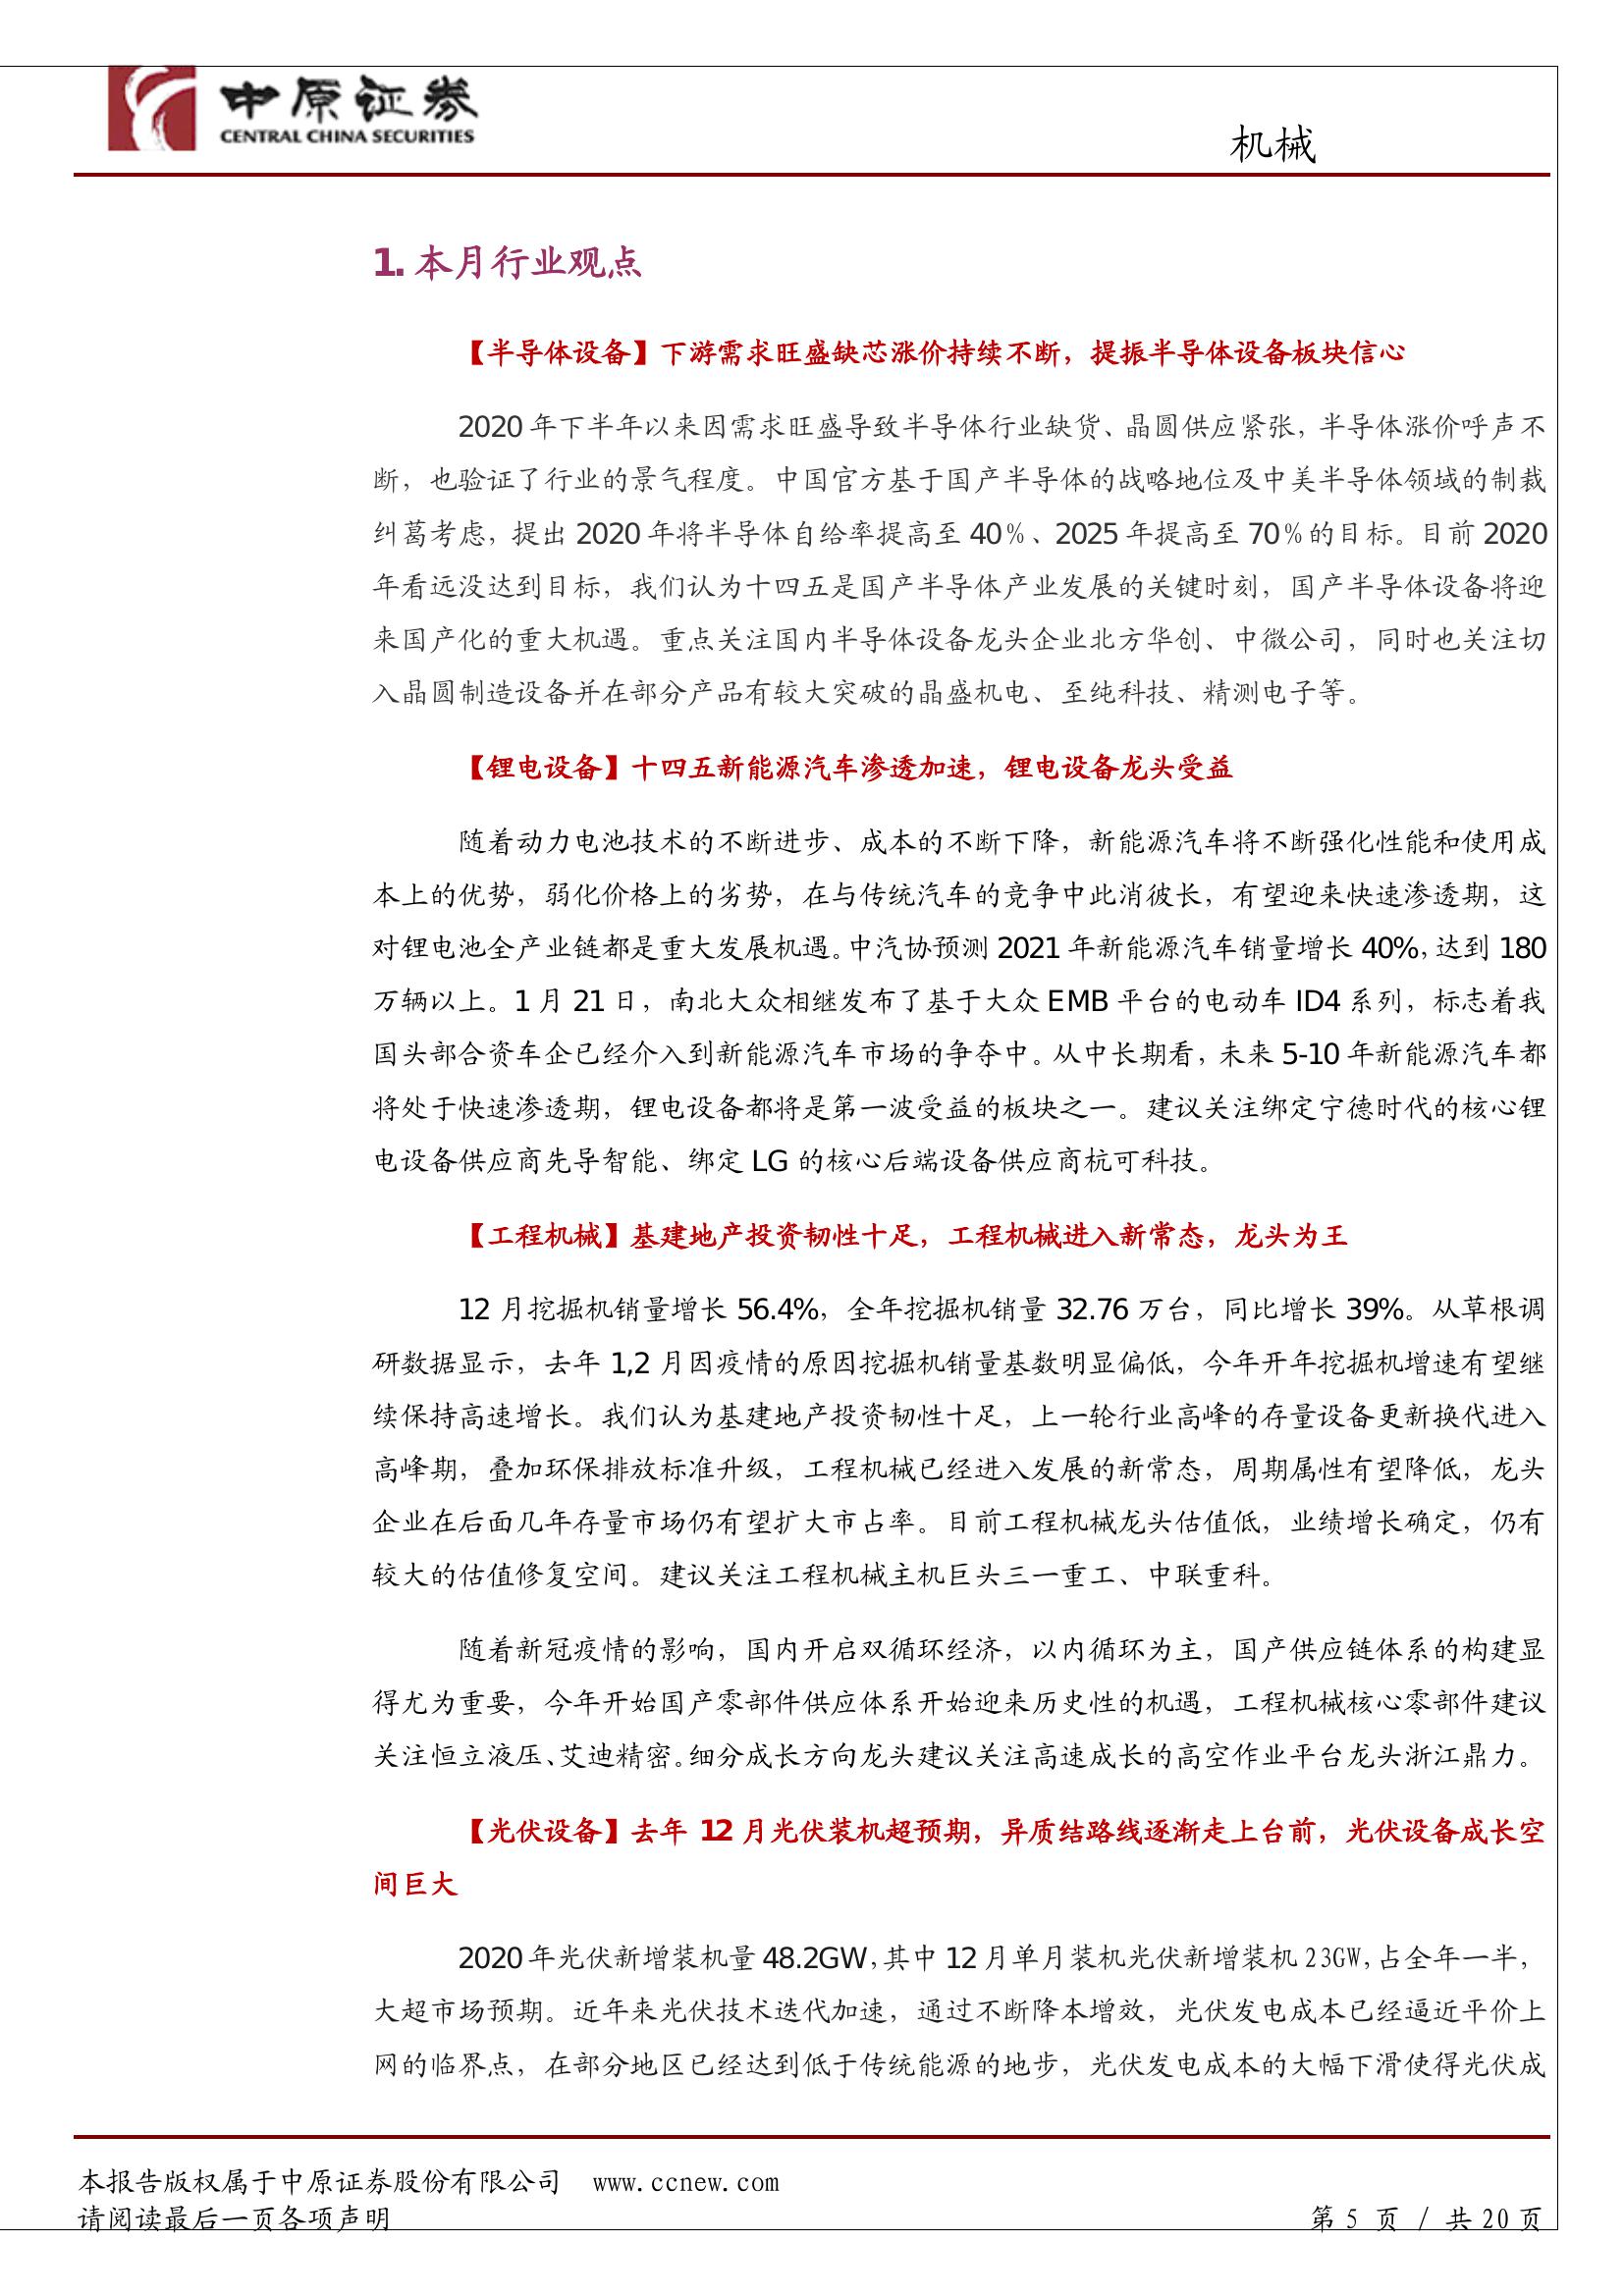 中原证券
CENTRAL CHINA SECURITIES
机械
1. 本月行业观点
【半导体设备】下游需求旺盛缺芯涨价持续不断，提振半导体设备板块信心
2020 年下半年以来因需求旺盛导致半导体行业缺货、晶圆供应紧张，半导体涨价呼声不
断，也验证了行业的景气程度。中国官方基于国产半导体的战略地位及中美半导体领域的制裁
纠葛考虑，提出 2020 年将半导体自给率提高至 40%、2025 年提高至 70%的目标。目前 2020
年看远没达到目标，我们认为十四五是国产半导体产业发展的关键时刻，国产半导体设备将迎
来国产化的重大机遇。重点关注国内半导体设备龙头企业北方华创、中微公司，同时也关注切
入晶圆制造设备并在部分产品有较大突破的晶盛机电、至纯科技、精测电子等。
【锂电设备】十四五新能源汽车渗透加速，锂电设备龙头受益
随着动力电池技术的不断进步、成本的不断下降，新能源汽车将不断强化性能和使用成
本上的优势，弱化价格上的劣势，在与传统汽车的竞争中此消彼长，有望迎来快速渗透期，这
对锂电池全产业链都是重大发展机遇。中汽协预测 2021 年新能源汽车销量增长 40%，达到 180
万辆以上。1 月 21 日，南北大众相继发布了基于大众 EMB 平台的电动车 ID4 系列，标志着我
国头部合资车企已经介入到新能源汽车市场的争夺中。从中长期看，未来 5-10 年新能源汽车都
将处于快速渗透期，锂电设备都将是第一波受益的板块之一。建议关注绑定宁德时代的核心锂
电设备供应商先导智能、绑定 LG 的核心后端设备供应商杭可科技。
【工程机械】基建地产投资韧性十足，工程机械进入新常态，龙头为王
12 月挖掘机销量增长 56.4%，全年挖掘机销量 32.76 万台，同比增长 39%。从草根调
研数据显示，去年 1,2 月因疫情的原因挖掘机销量基数明显偏低，今年开年挖掘机增速有望继
续保持高速增长。我们认为基建地产投资韧性十足，上一轮行业高峰的存量设备更新换代进入
高峰期，叠加环保排放标准升级，工程机械已经进入发展的新常态，周期属性有望降低，龙头
企业在后面几年存量市场仍有望扩大市占率。目前工程机械龙头估值低，业绩增长确定，仍有
较大的估值修复空间。建议关注工程机械主机巨头三一重工、中联重科。
随着新冠疫情的影响，国内开启双循环经济，以内循环为主，国产供应链体系的构建显
得尤为重要，今年开始国产零部件供应体系开始迎来历史性的机遇，工程机械核心零部件建议
关注恒立液压、艾迪精密。细分成长方向龙头建议关注高速成长的高空作业平台龙头浙江鼎力。
【光伏设备】去年 12 月光伏装机超预期，异质结路线逐渐走上台前，光伏设备成长空
间巨大
2020 年光伏新增装机量 48.2GW，其中 12 月单月装机光伏新增装机 23GW，占全年一半，
大超市场预期。近年来光伏技术迭代加速，通过不断降本增效，光伏发电成本已经逼近平价上
网的临界点，在部分地区已经达到低于传统能源的地步，光伏发电成本的大幅下滑使得光伏成
本报告版权属于中原证券股份有限公司 www.ccnew.com
请阅读最后一页各项声明
第 5 页 / 共 20 页